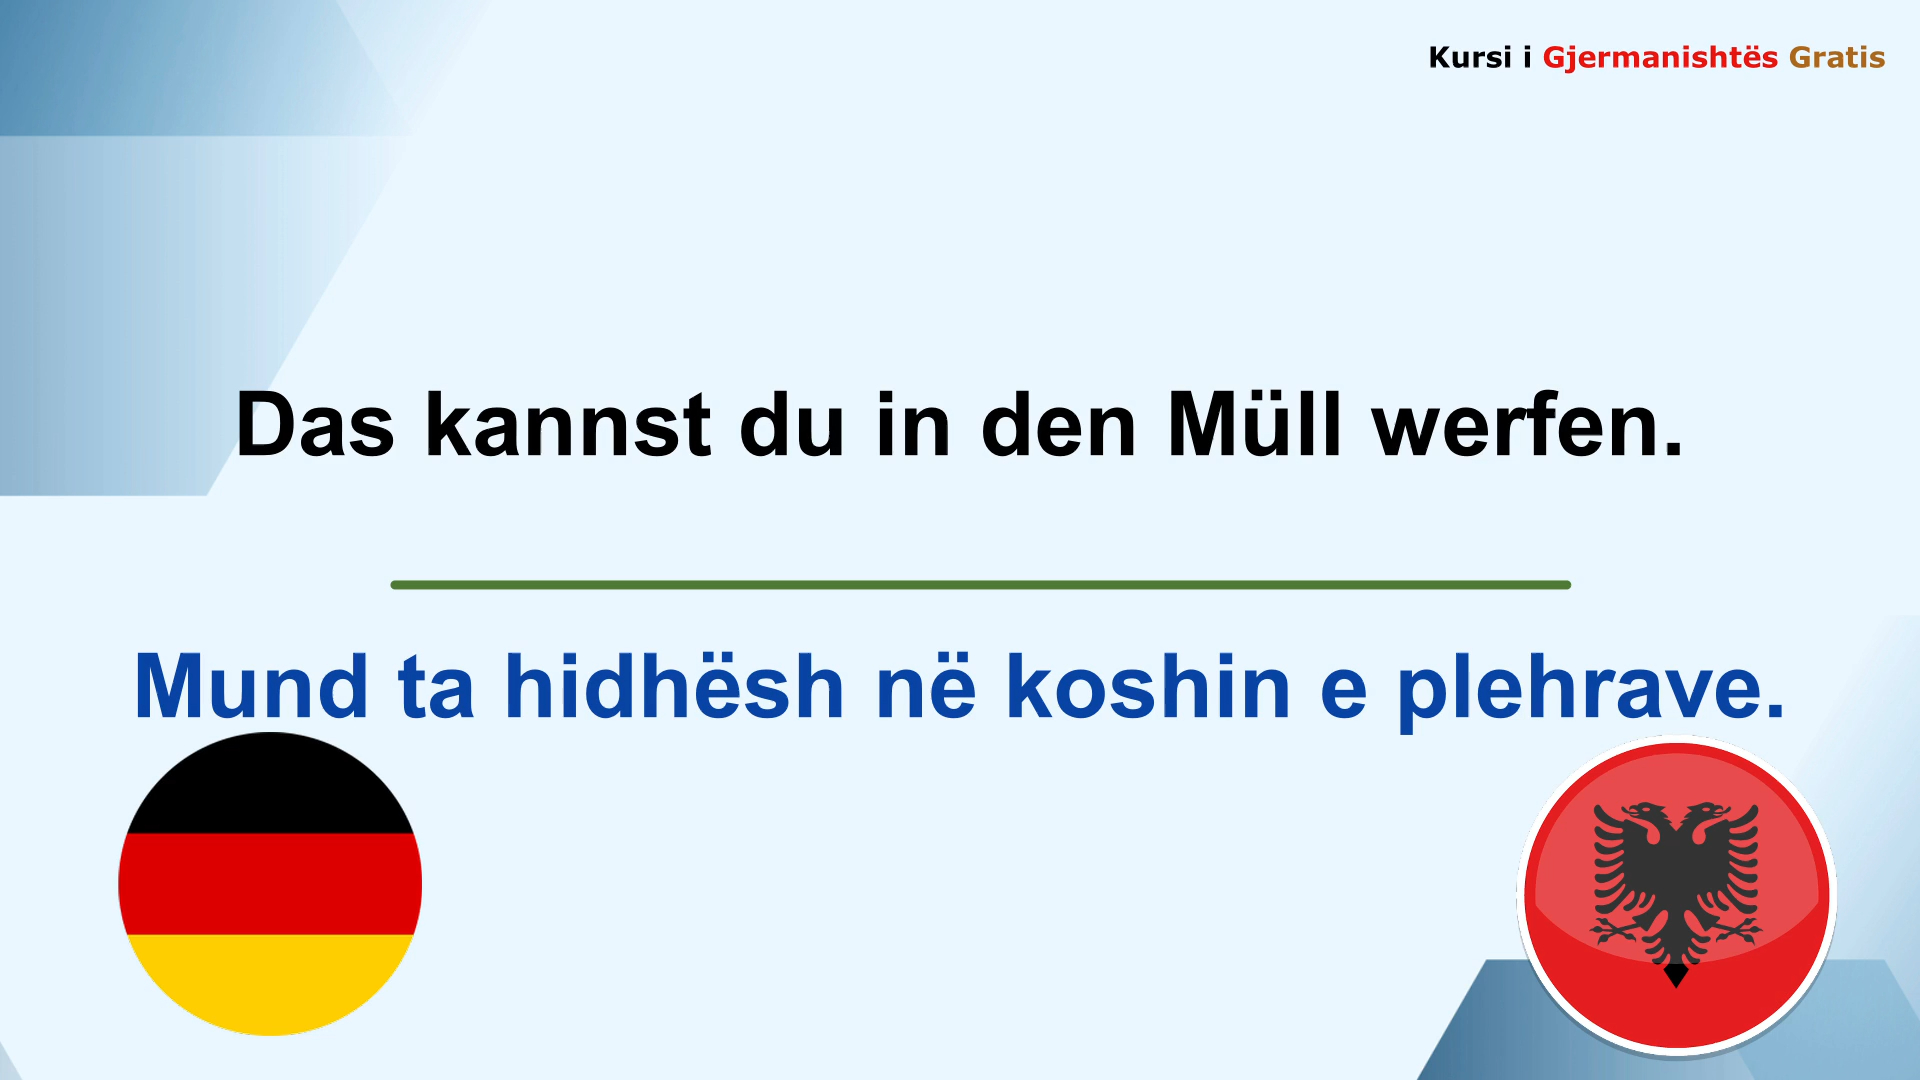 Kursi i Gjermanishtës Gratis
Das kannst du in den Müll werfen.
Mund ta hidhësh në koshin e plehrave.